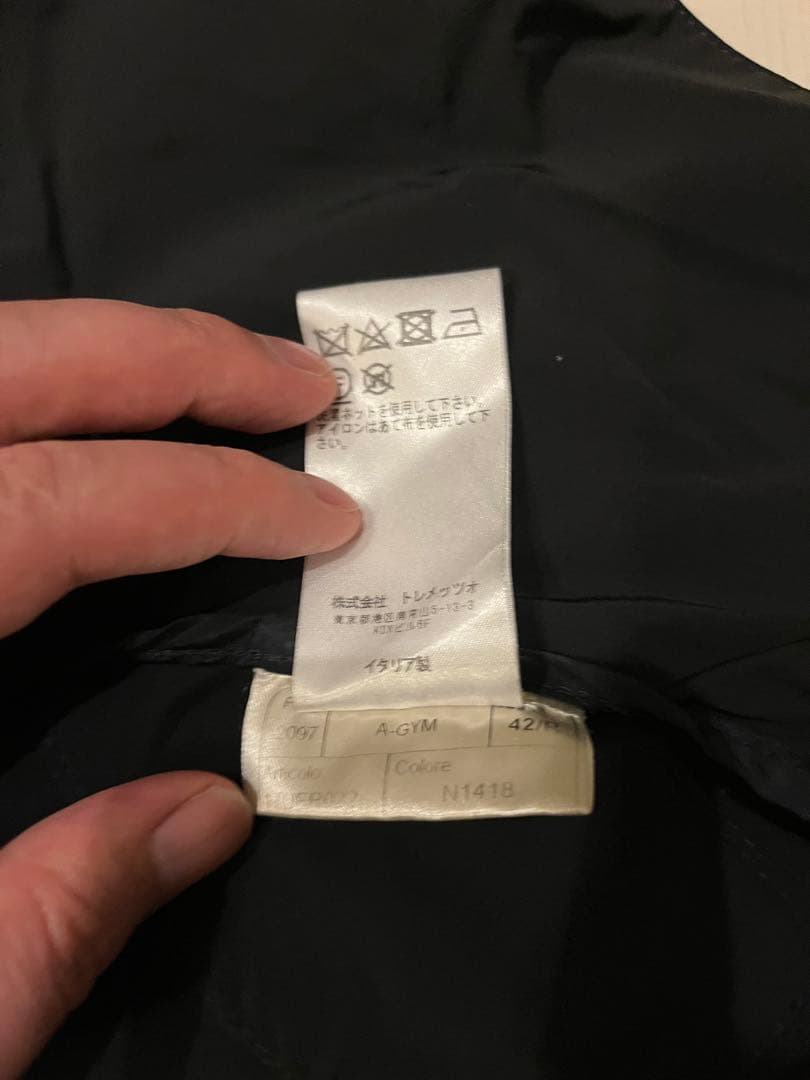 洗濯ネットを使用して下さい。
アイロンはあて布を使用して下
さい。
株式会社 トレメッツオ
東京都港区南青山5-13-3
イタリア製
A-GYM
Colore
N1418